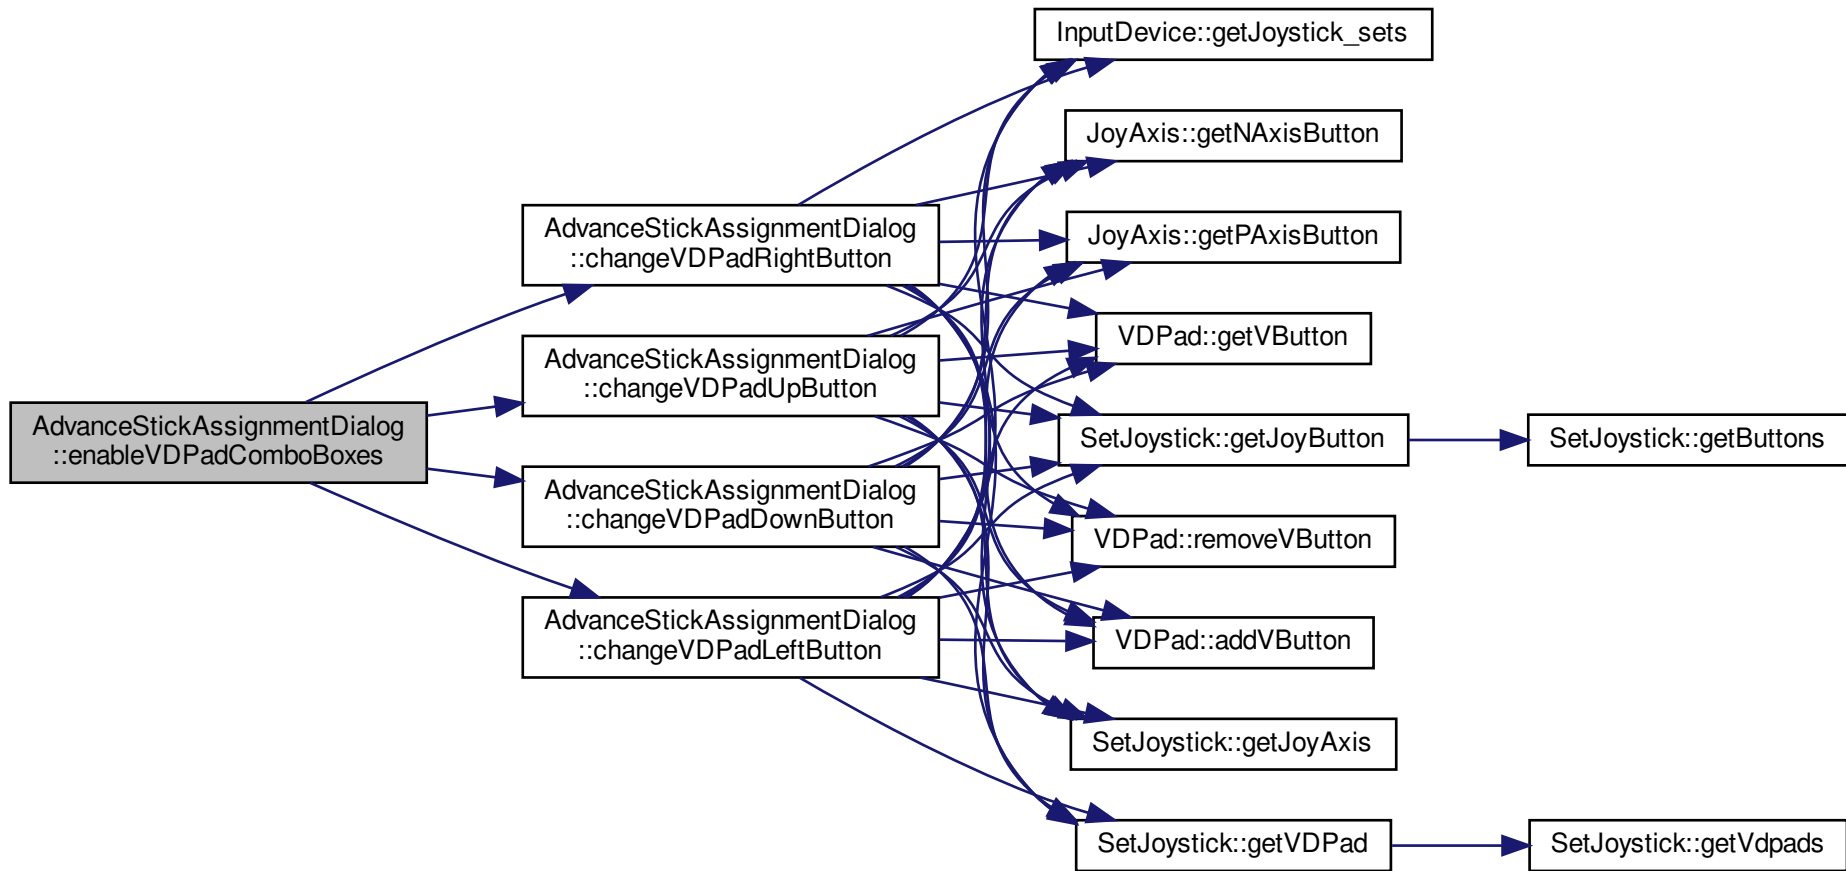 AdvanceStickAssignmentDialog
::enableVDPadComboBoxes
AdvanceStickAssignmentDialog
::changeVDPadRightButton
AdvanceStickAssignmentDialog
::changeVDPadUpButton
AdvanceStickAssignmentDialog
::changeVDPadDownButton
AdvanceStickAssignmentDialog
::changeVDPadLeftButton
InputDevice::getJoystick_sets
JoyAxis::getNAxisButton
JoyAxis::getPAxisButton
VDPad::getVButton
SetJoystick::getJoyButton
VDPad::removeVButton
VDPad::addVButton
SetJoystick::getJoyAxis
SetJoystick::getVDPad
SetJoystick::getButtons
SetJoystick::getVdpads